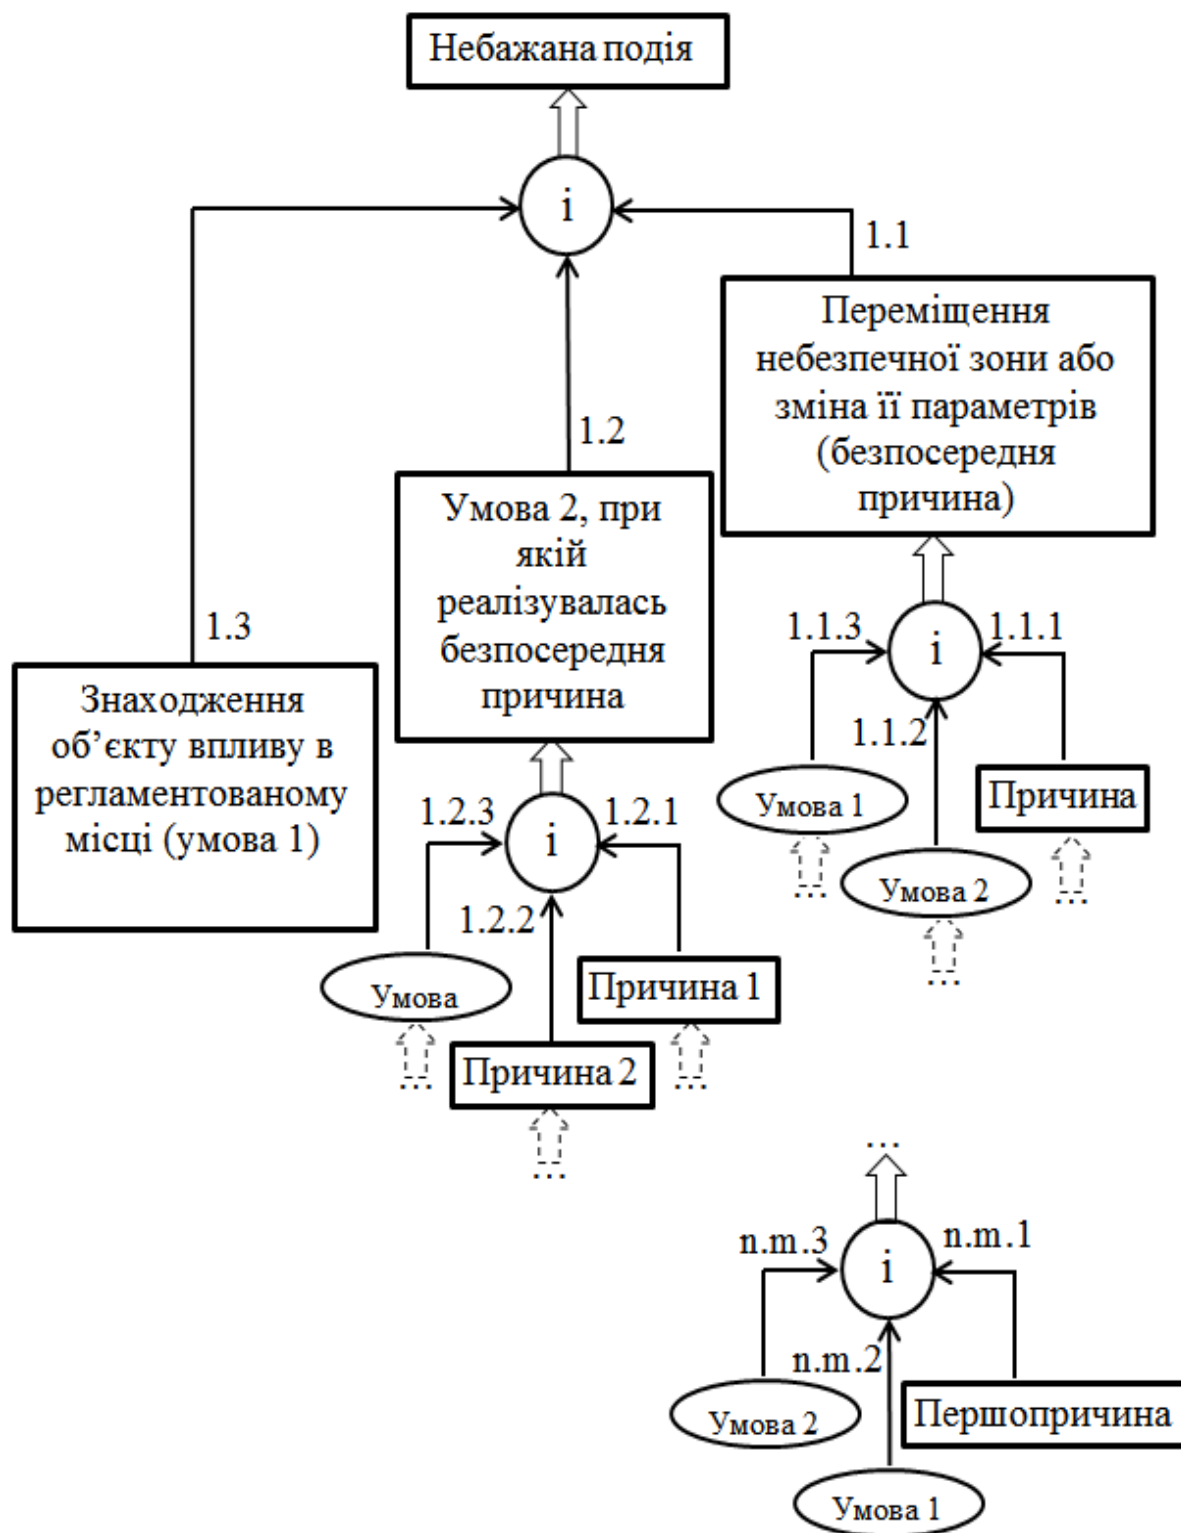 Небажана подія
і
1.1
Переміщення
небезпечної зони або
зміна її параметрів
(безпосередня
причина)
1.2
Умова 2, при
якій
реалізувалась
безпосередня
причина
1.3
Знаходження
об’єкту впливу в
регламентованому
місці (умова 1)
1.1.3
і
1.1.1
1.1.2
Умова 1
...
Умова 2
...
Причина
...
1.2.3
і
1.2.1
1.2.2
Умова
...
Причина 2
...
Причина 1
...
...
n.m.3
і
n.m.1
n.m.2
Умова 2
Першопричина
Умова 1